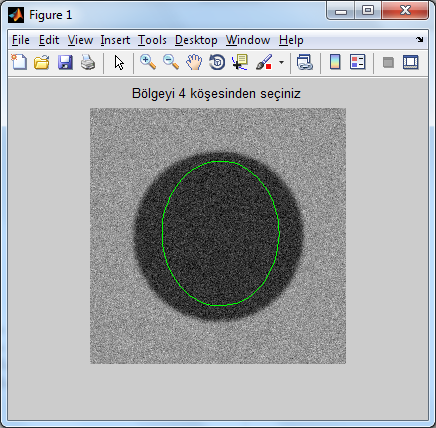 Figure 1
File Edit View Insert Tools Desktop Window Help
Bölgeyi 4 köşesinden seçiniz